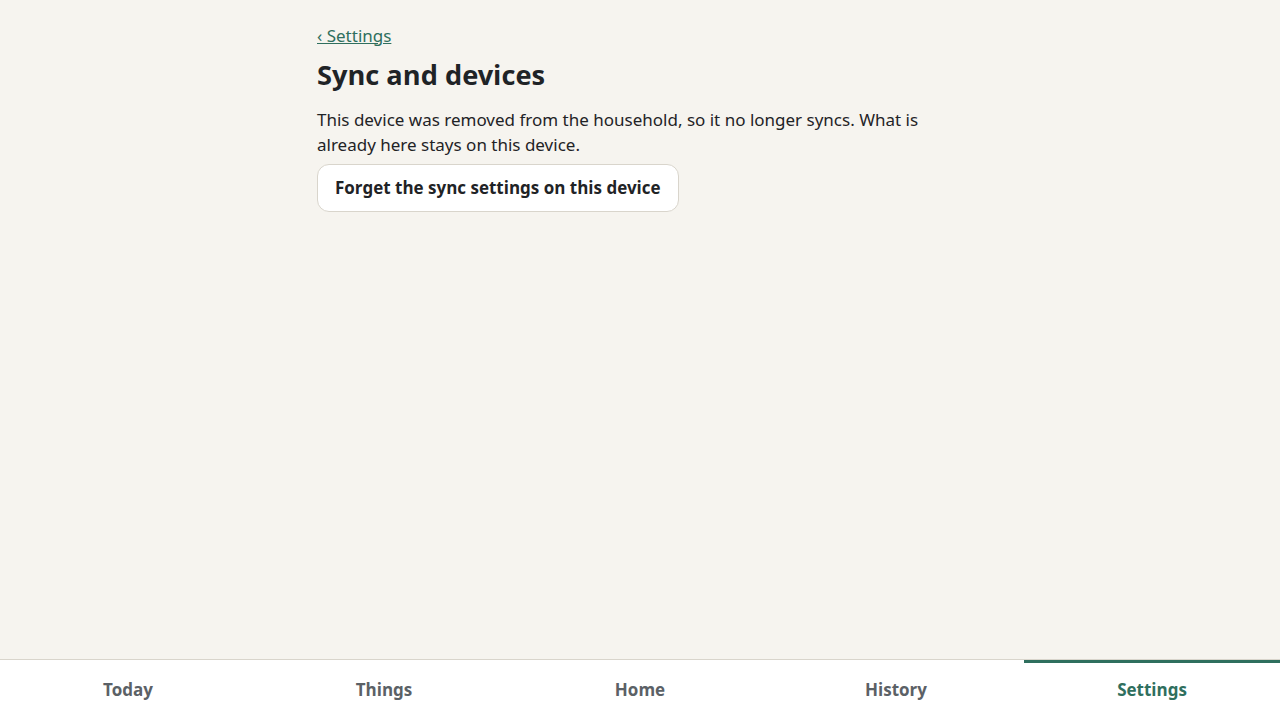 ‹ Settings
Sync and devices
This device was removed from the household, so it no longer syncs. What is
already here stays on this device.
Forget the sync settings on this device
Today
Things
Home
History
Settings